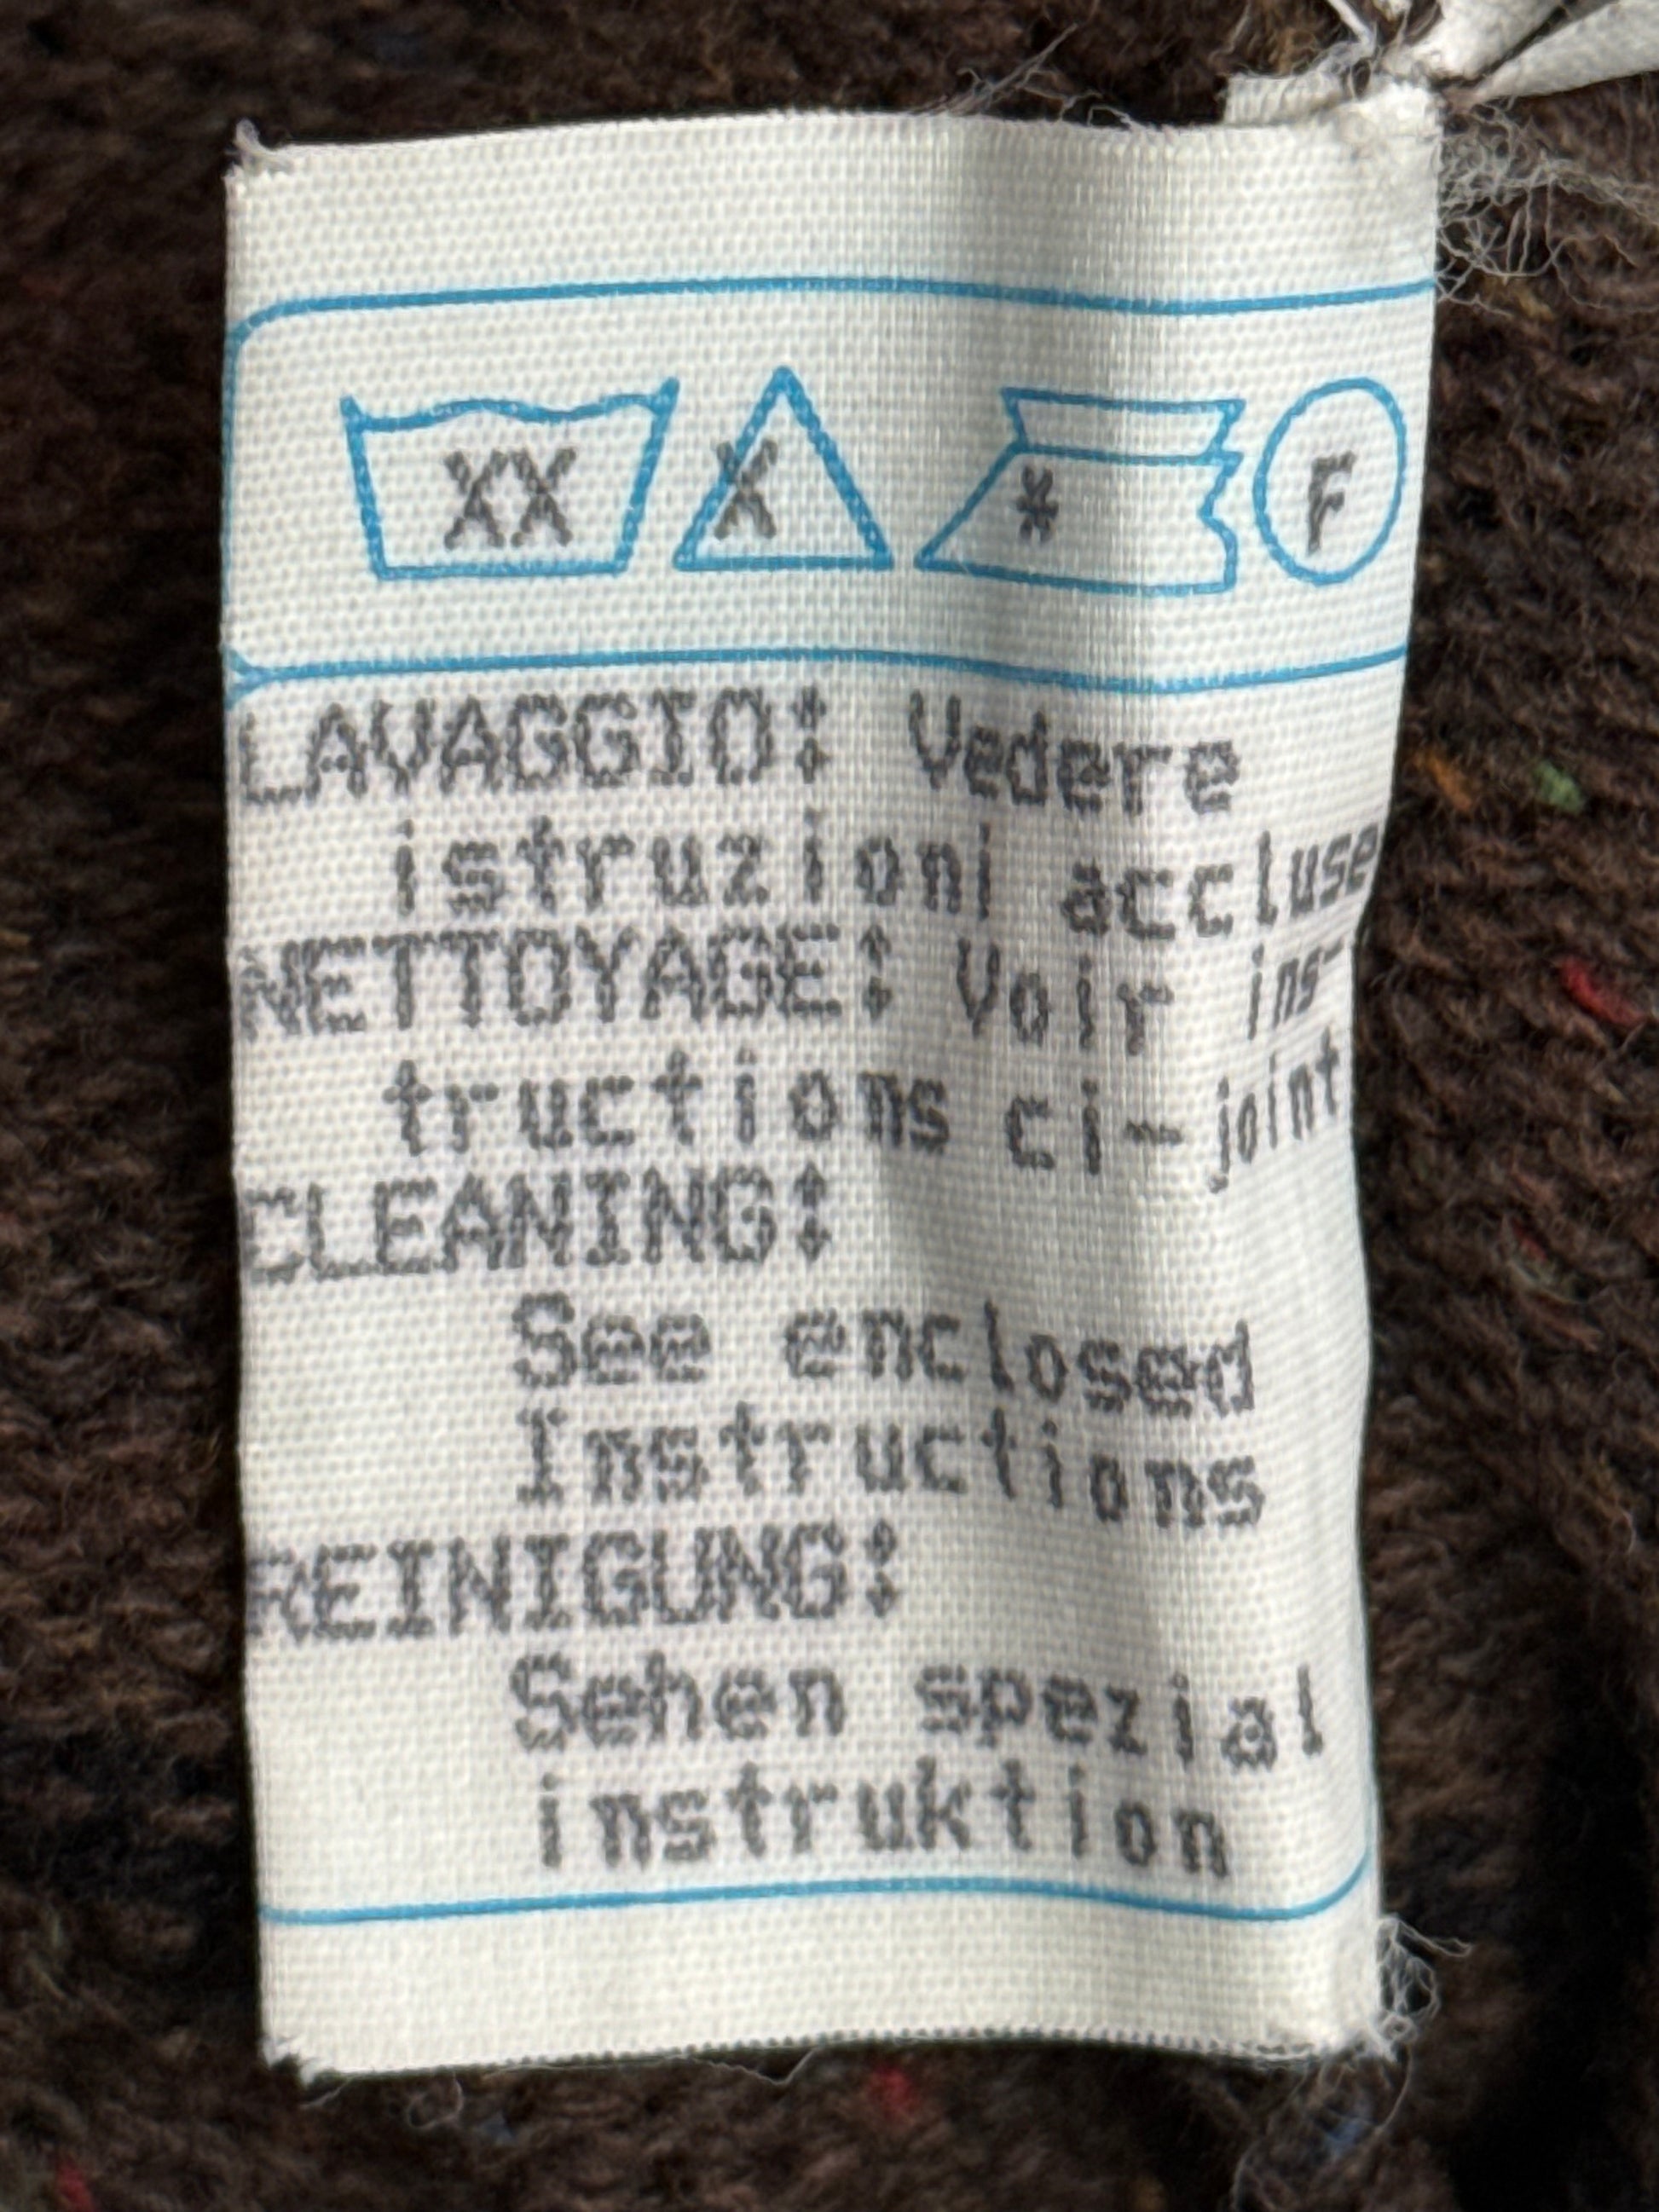 XX X * F
LAVAGGIO: Vedere
istruzioni accluse
NETTOYAGE: Voir ins-
tructions ci-joint
CLEANING:
See enclosed
Instructions
REINIGUNG:
Sehen spezial
instruktion